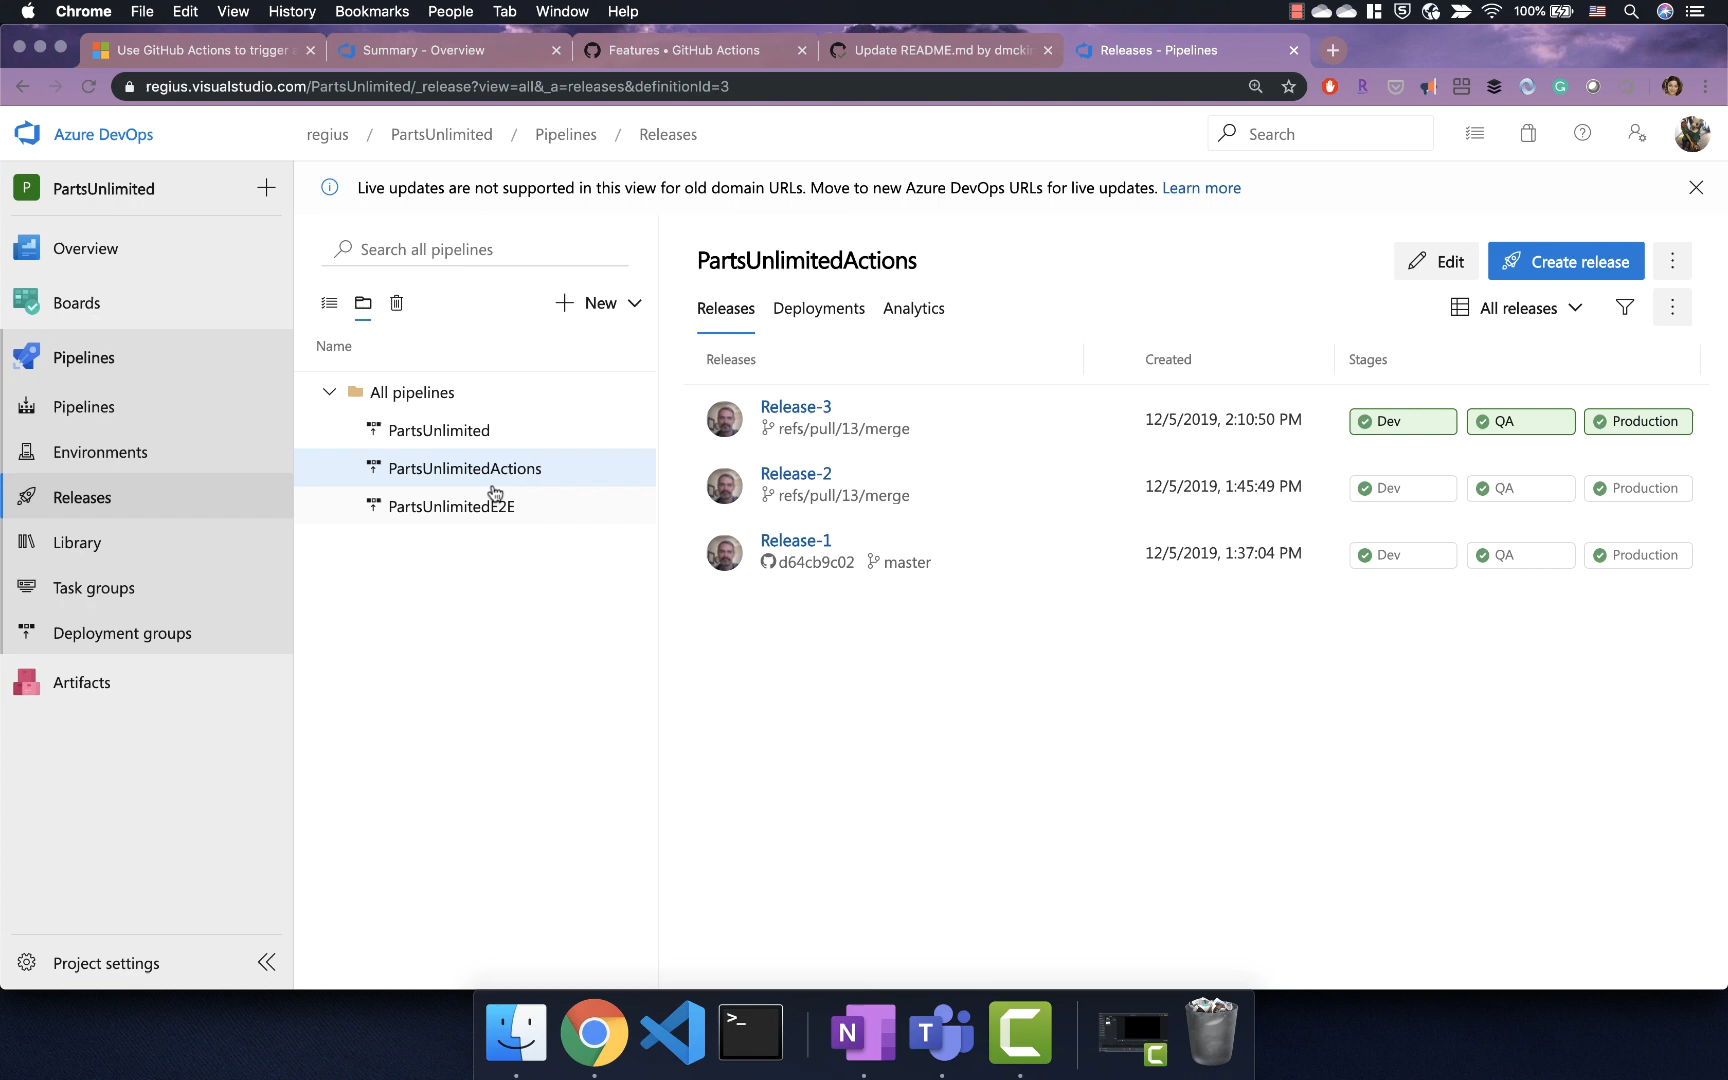 Chrome File Edit View History Bookmarks People Tab Window Help 100%
Use GitHub Actions to trigger a
Summary - Overview
Features • GitHub Actions
Update README.md by dmckin
Releases - Pipelines
regius.visualstudio.com/PartsUnlimited/_release?view=all&_a=releases&definitionId=3
Azure DevOps
regius / PartsUnlimited / Pipelines / Releases
Search
P PartsUnlimited
Live updates are not supported in this view for old domain URLs. Move to new Azure DevOps URLs for live updates. Learn more
Overview
Boards
Pipelines
Pipelines
Environments
Releases
Library
Task groups
Deployment groups
Artifacts
Project settings
Search all pipelines
New
Name
All pipelines
PartsUnlimited
PartsUnlimitedActions
PartsUnlimitedE2E
PartsUnlimitedActions
Edit
Create release
Releases Deployments Analytics
All releases
Releases Created Stages
Release-3
refs/pull/13/merge
12/5/2019, 2:10:50 PM
Dev QA Production
Release-2
refs/pull/13/merge
12/5/2019, 1:45:49 PM
Dev QA Production
Release-1
d64cb9c02 master
12/5/2019, 1:37:04 PM
Dev QA Production